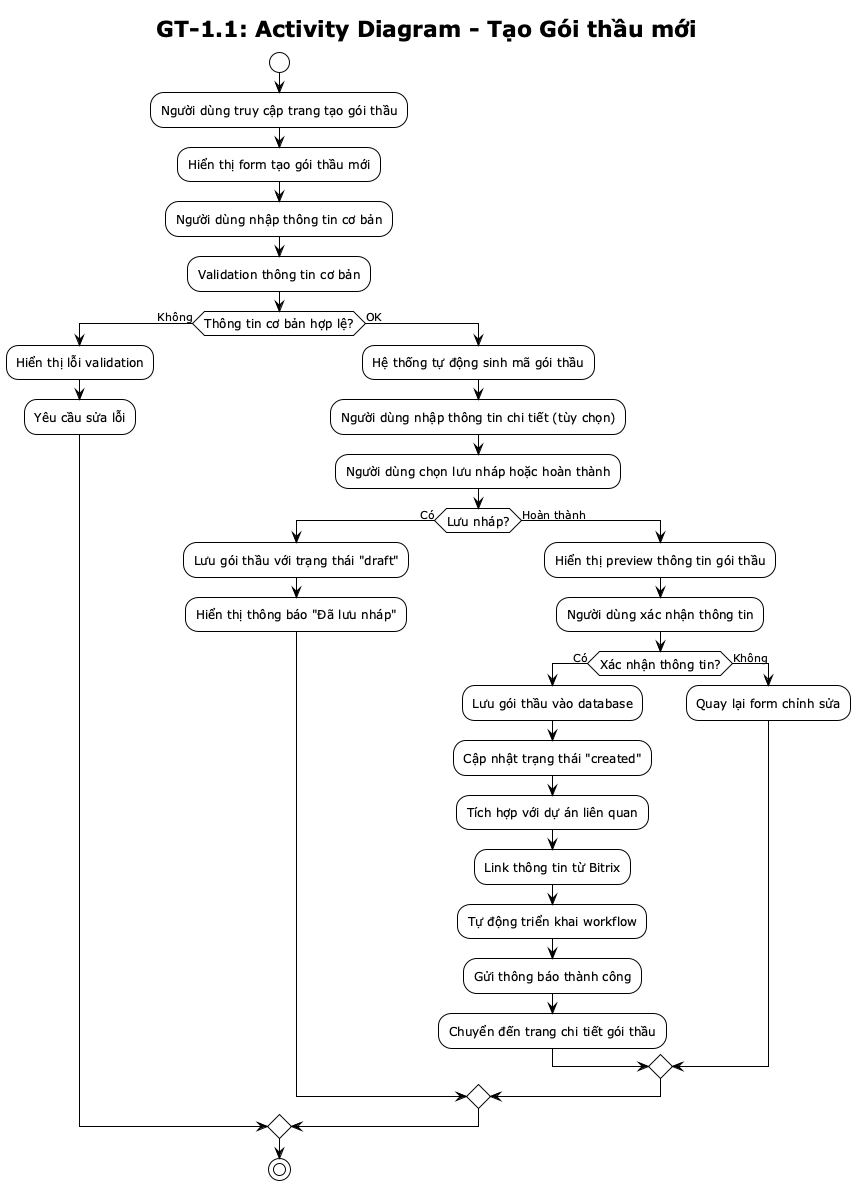 GT-1.1: Activity Diagram - Tạo Gói thầu mới
Người dùng truy cập trang tạo gói thầu
Hiển thị form tạo gói thầu mới
Người dùng nhập thông tin cơ bản
Validation thông tin cơ bản
Thông tin cơ bản hợp lệ?
Không
OK
Hiển thị lỗi validation
Yêu cầu sửa lỗi
Hệ thống tự động sinh mã gói thầu
Người dùng nhập thông tin chi tiết (tùy chọn)
Người dùng chọn lưu nháp hoặc hoàn thành
Lưu nháp?
Có
Hoàn thành
Lưu gói thầu với trạng thái "draft"
Hiển thị thông báo "Đã lưu nháp"
Hiển thị preview thông tin gói thầu
Người dùng xác nhận thông tin
Xác nhận thông tin?
Có
Không
Lưu gói thầu vào database
Cập nhật trạng thái "created"
Tích hợp với dự án liên quan
Link thông tin từ Bitrix
Tự động triển khai workflow
Gửi thông báo thành công
Chuyển đến trang chi tiết gói thầu
Quay lại form chỉnh sửa